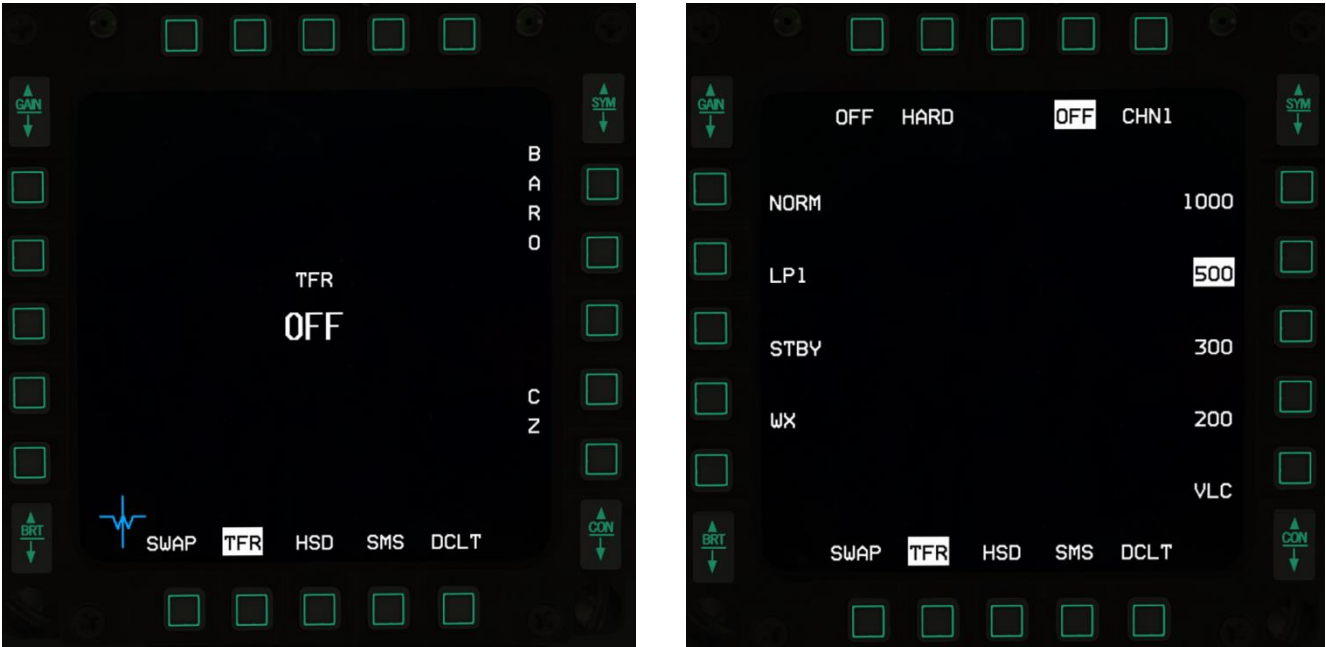 GAIN
SYM
B
A
R
O
TFR
OFF
C
Z
BRT
CON
SWAP TFR HSD SMS DCLT
GAIN
SYM
OFF HARD OFF CHN1
NORM 1000
LP1 500
STBY 300
WX 200
VLC
BRT
CON
SWAP TFR HSD SMS DCLT